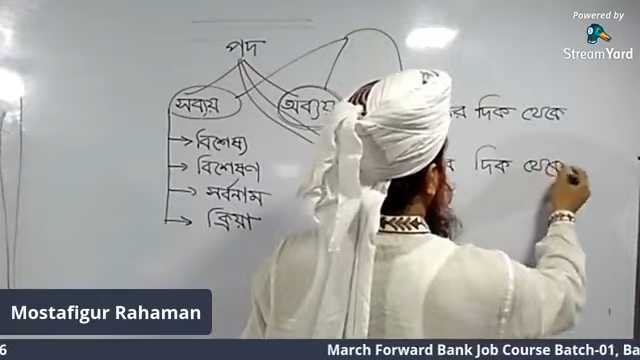 Powered by
StreamYard
পদ
সব্যয় অব্যয় দিক থেকে
বিশেষ্য
বিশেষণ দিক থেকে
সর্বনাম
ক্রিয়া
Mostafigur Rahaman
6 March Forward Bank Job Course Batch-01, Ba